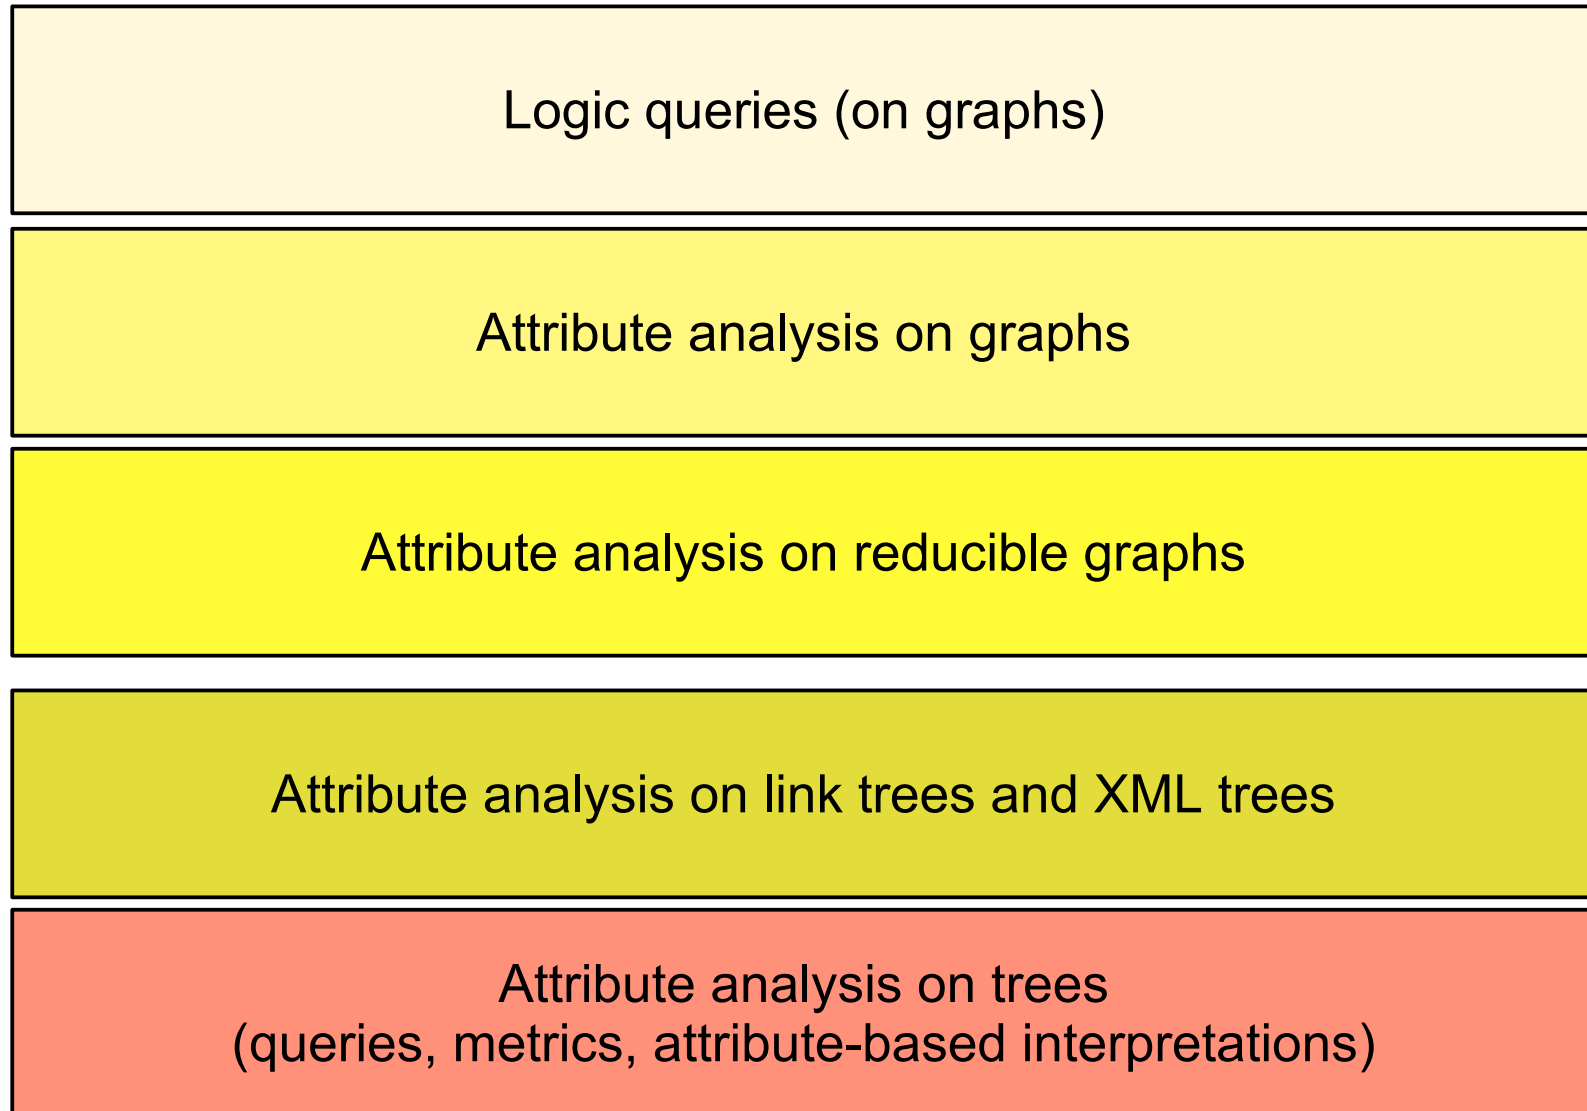 Logic queries (on graphs)
Attribute analysis on graphs
Attribute analysis on reducible graphs
Attribute analysis on link trees and XML trees
Attribute analysis on trees
(queries, metrics, attribute-based interpretations)